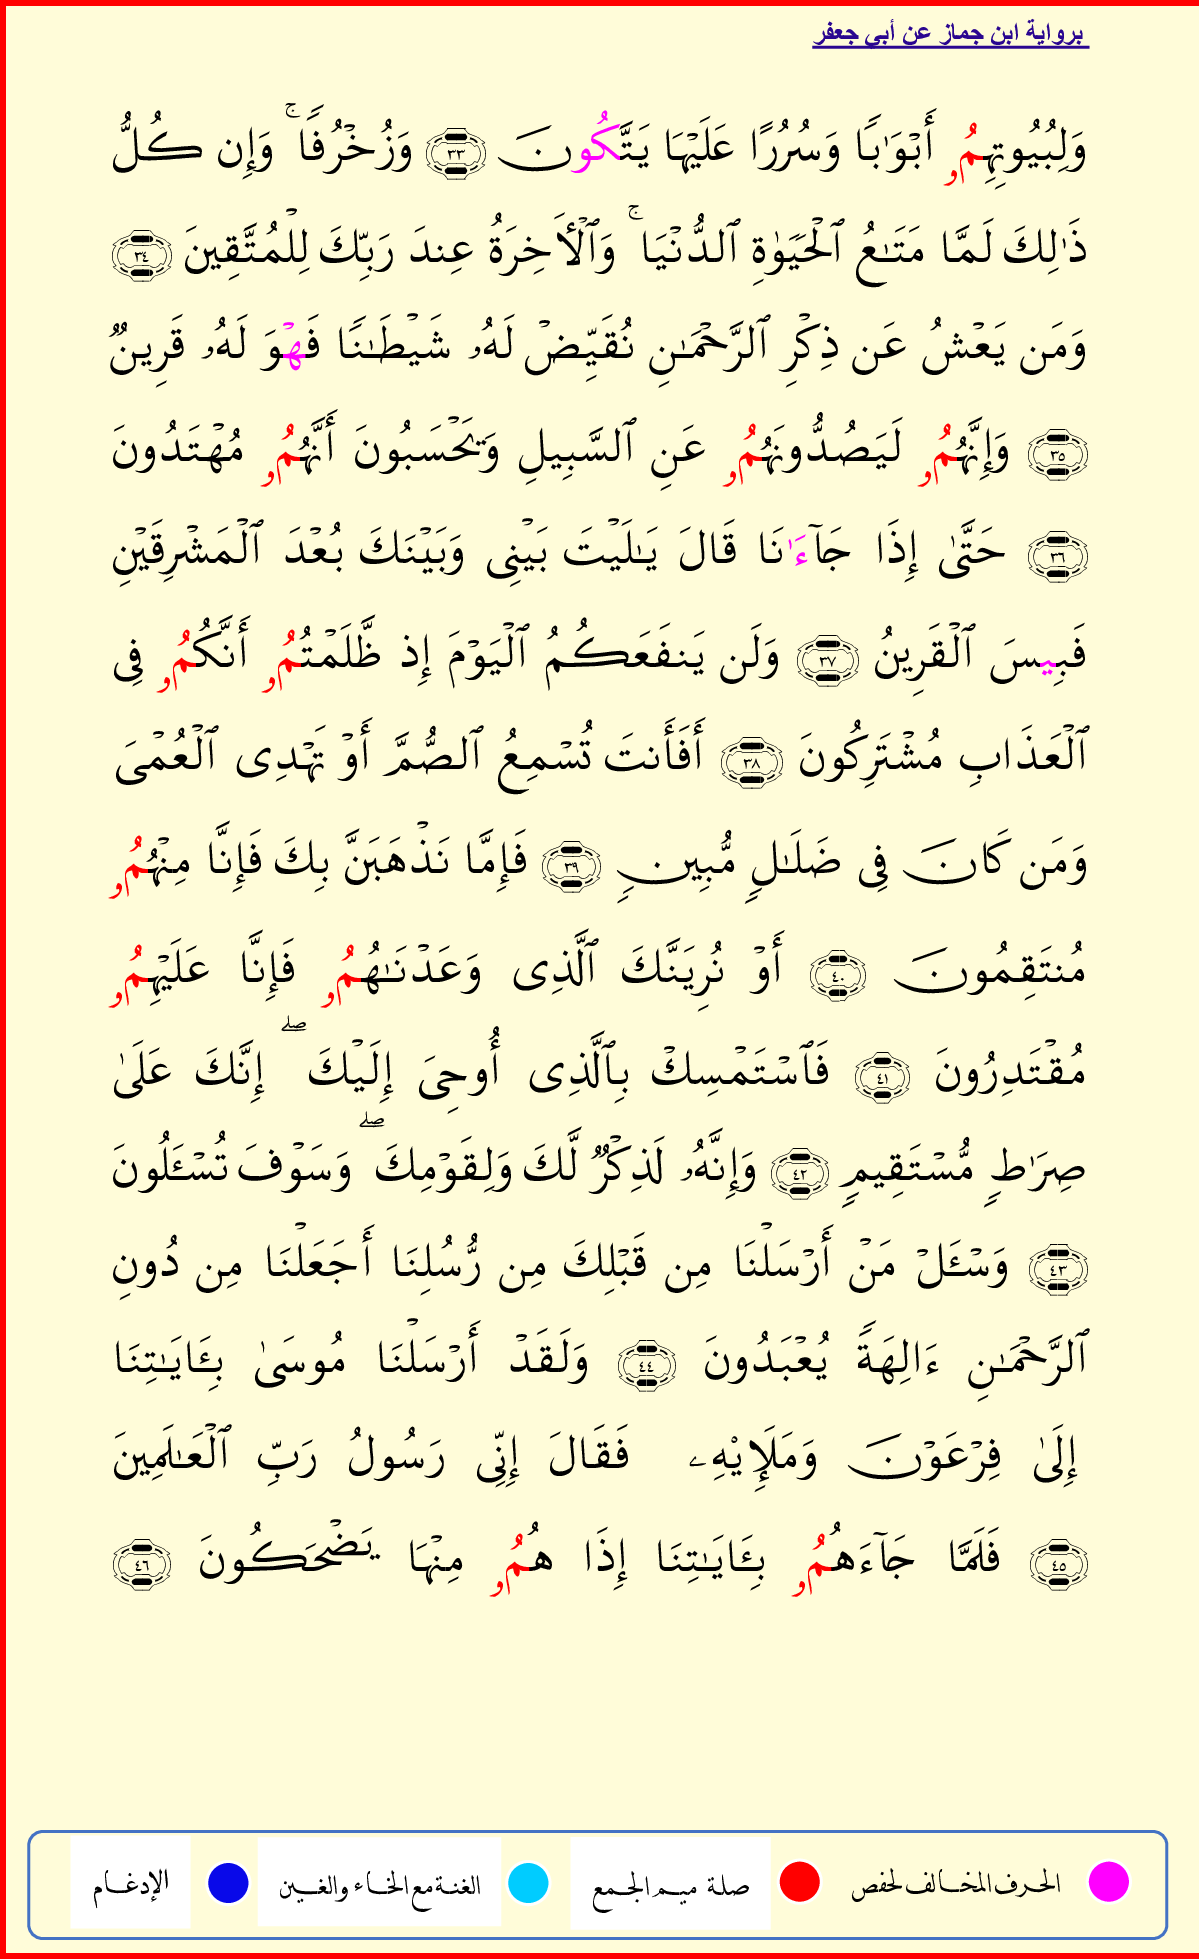 برواية ابن جماز عن أبي جعفر
وَلِبُيُوتِهِمُۥ أَبۡوَٰبٗا وَسُرُرًا عَلَيۡهَا يَتَّكُونَ ٣٣ وَزُخۡرُفٗاۚ وَإِن كُلُّ
ذَٰلِكَ لَمَّا مَتَٰعُ ٱلۡحَيَوٰةِ ٱلدُّنۡيَاۚ وَٱلۡأٓخِرَةُ عِندَ رَبِّكَ لِلۡمُتَّقِينَ ٣٤
وَمَن يَعۡشُ عَن ذِكۡرِ ٱلرَّحۡمَٰنِ نُقَيِّضۡ لَهُۥ شَيۡطَٰنٗا فَهۡوَ لَهُۥ قَرِينٞ
٣٥ وَإِنَّهُمُۥ لَيَصُدُّونَهُمُۥ عَنِ ٱلسَّبِيلِ وَيَحۡسَبُونَ أَنَّهُمُۥ مُهۡتَدُونَ
٣٦ حَتَّىٰ إِذَا جَآءَٰنَا قَالَ يَٰلَيۡتَ بَيۡنِي وَبَيۡنَكَ بُعۡدَ ٱلۡمَشۡرِقَيۡنِ
فَبِيسَ ٱلۡقَرِينُ ٣٧ وَلَن يَنفَعَكُمُ ٱلۡيَوۡمَ إِذ ظَّلَمۡتُمُۥ أَنَّكُمُۥ فِي
ٱلۡعَذَابِ مُشۡتَرِكُونَ ٣٨ أَفَأَنتَ تُسۡمِعُ ٱلصُّمَّ أَوۡ تَهۡدِي ٱلۡعُمۡيَ
وَمَن كَانَ فِي ضَلَٰلٖ مُّبِينٖ ٣٩ فَإِمَّا نَذۡهَبَنَّ بِكَ فَإِنَّا مِنۡهُمُۥ
مُنتَقِمُونَ ٤٠ أَوۡ نُرِيَنَّكَ ٱلَّذِي وَعَدۡنَٰهُمُۥ فَإِنَّا عَلَيۡهِمُۥ
مُقۡتَدِرُونَ ٤١ فَٱسۡتَمۡسِكۡ بِٱلَّذِيٓ أُوحِيَ إِلَيۡكَۖ إِنَّكَ عَلَىٰ
صِرَٰطٖ مُّسۡتَقِيمٖ ٤٢ وَإِنَّهُۥ لَذِكۡرٞ لَّكَ وَلِقَوۡمِكَۖ وَسَوۡفَ تُسۡـَٔلُونَ
٤٣ وَسۡـَٔلۡ مَنۡ أَرۡسَلۡنَا مِن قَبۡلِكَ مِن رُّسُلِنَا أَجَعَلۡنَا مِن دُونِ
ٱلرَّحۡمَٰنِ ءَالِهَةٗ يُعۡبَدُونَ ٤٤ وَلَقَدۡ أَرۡسَلۡنَا مُوسَىٰ بِـَٔايَٰتِنَا
إِلَىٰ فِرۡعَوۡنَ وَمَلَإِيْهِۦ فَقَالَ إِنِّي رَسُولُ رَبِّ ٱلۡعَٰلَمِينَ
٤٥ فَلَمَّا جَآءَهُمُۥ بِـَٔايَٰتِنَا إِذَا هُمُۥ مِنۡهَا يَضۡحَكُونَ ٤٦
الحرف المخالف لحفص صلة ميم الجمع الغنة مع الخاء والغين الإدغام